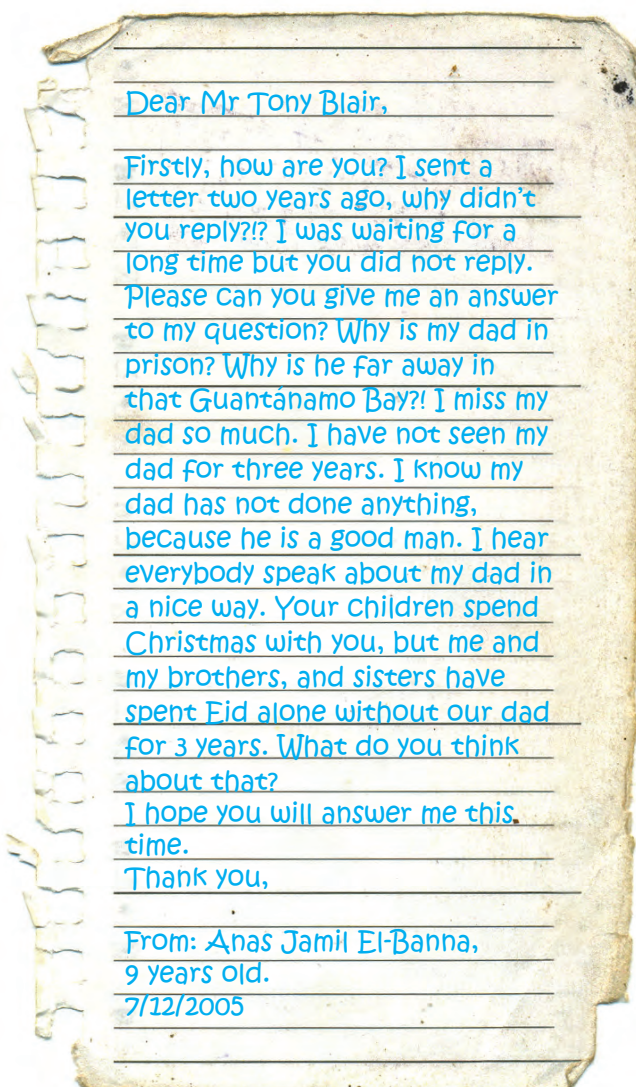 Dear Mr Tony Blair,
Firstly, how are you? I sent a
letter two years ago, why didn't
you reply?!? I was waiting for a
long time but you did not reply.
Please can you give me an answer
to my question? Why is my dad in
prison? Why is he far away in
that Guantánamo Bay?! I miss my
dad so much. I have not seen my
dad for three years. I know my
dad has not done anything,
because he is a good man. I hear
everybody speak about my dad in
a nice way. Your children spend
Christmas with you, but me and
my brothers, and sisters have
spent Eid alone without our dad
for 3 years. What do you think
about that?
I hope you will answer me this
time.
Thank you,
From: Anas Jamil El-Banna,
9 years old.
7/12/2005